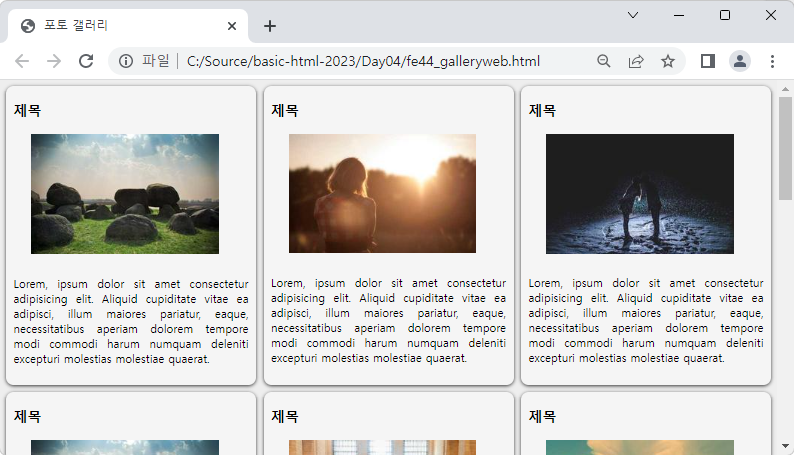 포토 갤러리
파일 C:/Source/basic-html-2023/Day04/fe44_galleryweb.html
제목
Lorem, ipsum dolor sit amet consectetur
adipisicing elit. Aliquid cupiditate vitae ea
adipisci, illum maiores pariatur, eaque,
necessitatibus aperiam dolorem tempore
modi commodi harum numquam deleniti
excepturi molestias molestiae quaerat.
제목
Lorem, ipsum dolor sit amet consectetur
adipisicing elit. Aliquid cupiditate vitae ea
adipisci, illum maiores pariatur, eaque,
necessitatibus aperiam dolorem tempore
modi commodi harum numquam deleniti
excepturi molestias molestiae quaerat.
제목
Lorem, ipsum dolor sit amet consectetur
adipisicing elit. Aliquid cupiditate vitae ea
adipisci, illum maiores pariatur, eaque,
necessitatibus aperiam dolorem tempore
modi commodi harum numquam deleniti
excepturi molestias molestiae quaerat.
제목
제목
제목